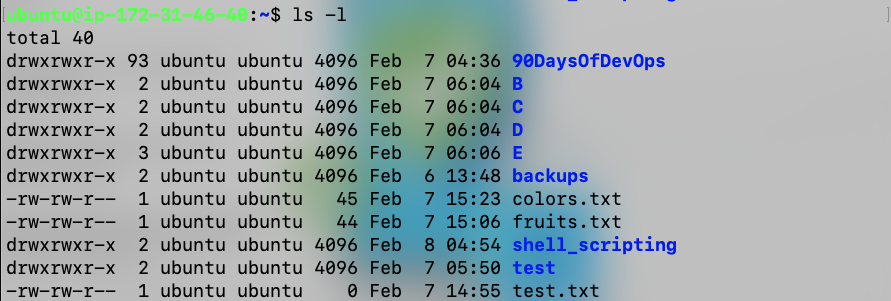 ubuntu@ip-172-31-46-40:~$ ls -l
total 40
drwxrwxr-x 93 ubuntu ubuntu 4096 Feb  7 04:36 90DaysOfDevOps
drwxrwxr-x  2 ubuntu ubuntu 4096 Feb  7 06:04 B
drwxrwxr-x  2 ubuntu ubuntu 4096 Feb  7 06:04 C
drwxrwxr-x  2 ubuntu ubuntu 4096 Feb  7 06:04 D
drwxrwxr-x  3 ubuntu ubuntu 4096 Feb  7 06:06 E
drwxrwxr-x  2 ubuntu ubuntu 4096 Feb  6 13:48 backups
-rw-rw-r--  1 ubuntu ubuntu   45 Feb  7 15:23 colors.txt
-rw-rw-r--  1 ubuntu ubuntu   44 Feb  7 15:06 fruits.txt
drwxrwxr-x  2 ubuntu ubuntu 4096 Feb  8 04:54 shell_scripting
drwxrwxr-x  2 ubuntu ubuntu 4096 Feb  7 05:50 test
-rw-rw-r--  1 ubuntu ubuntu    0 Feb  7 14:55 test.txt